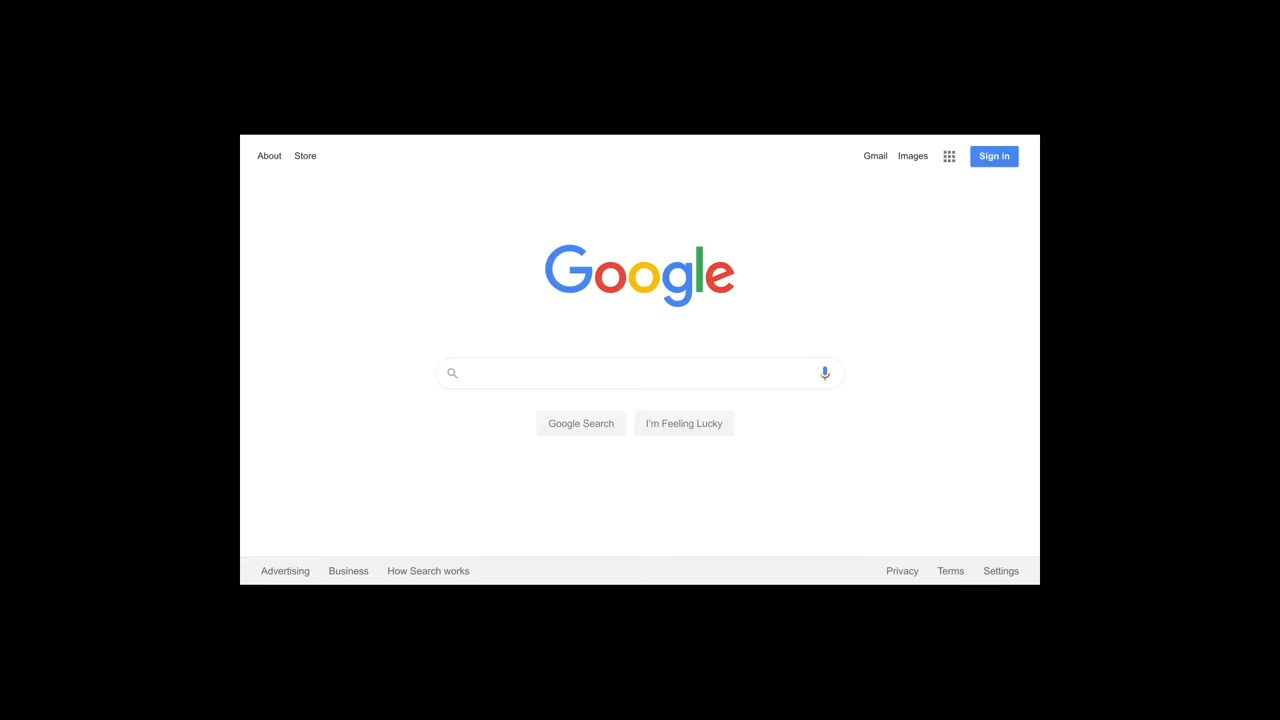 About Store Gmail Images Sign in
Google
Google Search I'm Feeling Lucky
Advertising Business How Search works Privacy Terms Settings